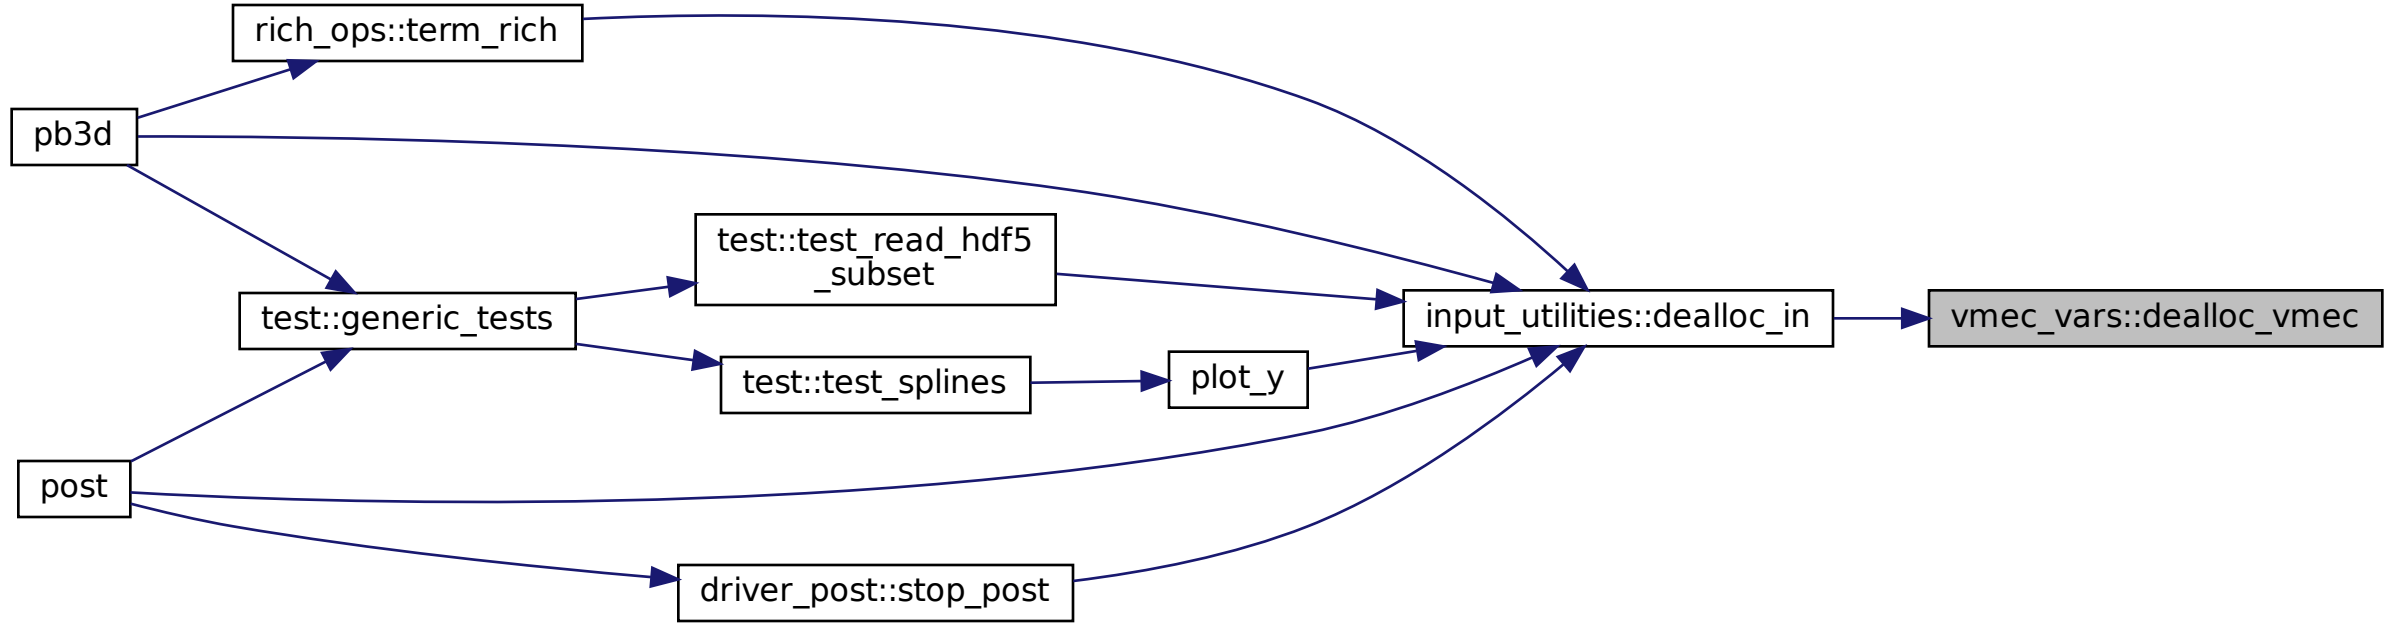 rich_ops::term_rich
pb3d
test::test_read_hdf5
_subset
test::generic_tests
input_utilities::dealloc_in
vmec_vars::dealloc_vmec
test::test_splines
plot_y
post
driver_post::stop_post